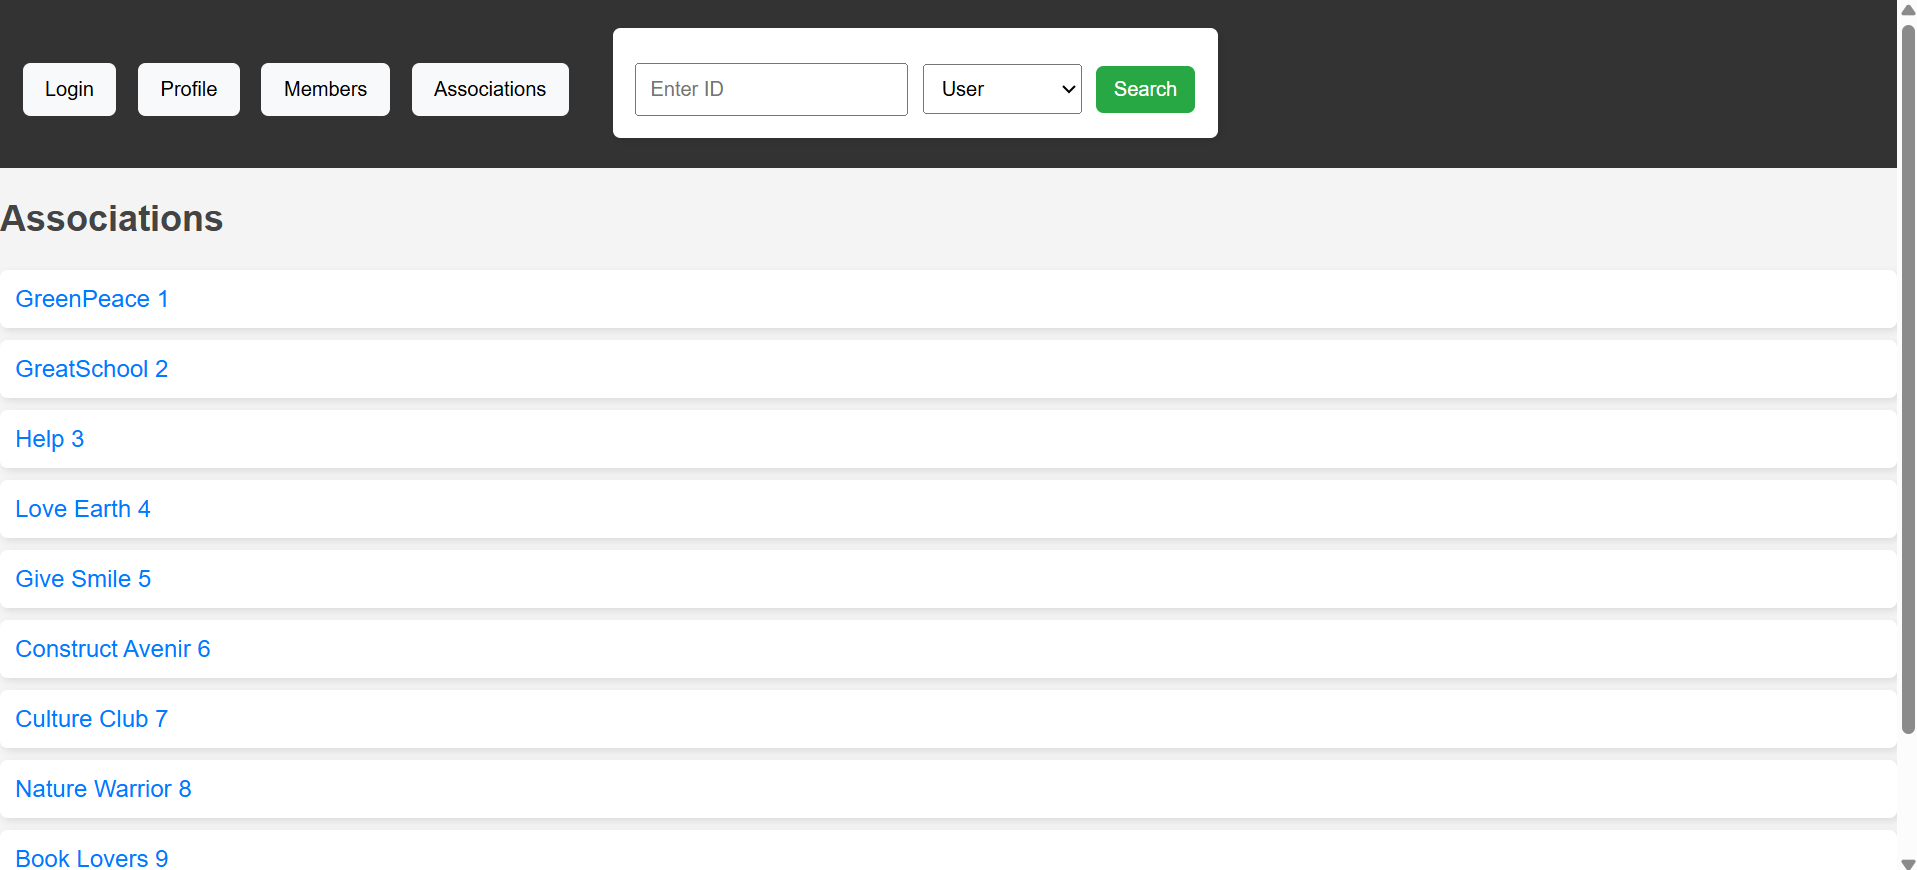 Login Profile Members Associations Enter ID User Search
Associations
GreenPeace 1
GreatSchool 2
Help 3
Love Earth 4
Give Smile 5
Construct Avenir 6
Culture Club 7
Nature Warrior 8
Book Lovers 9